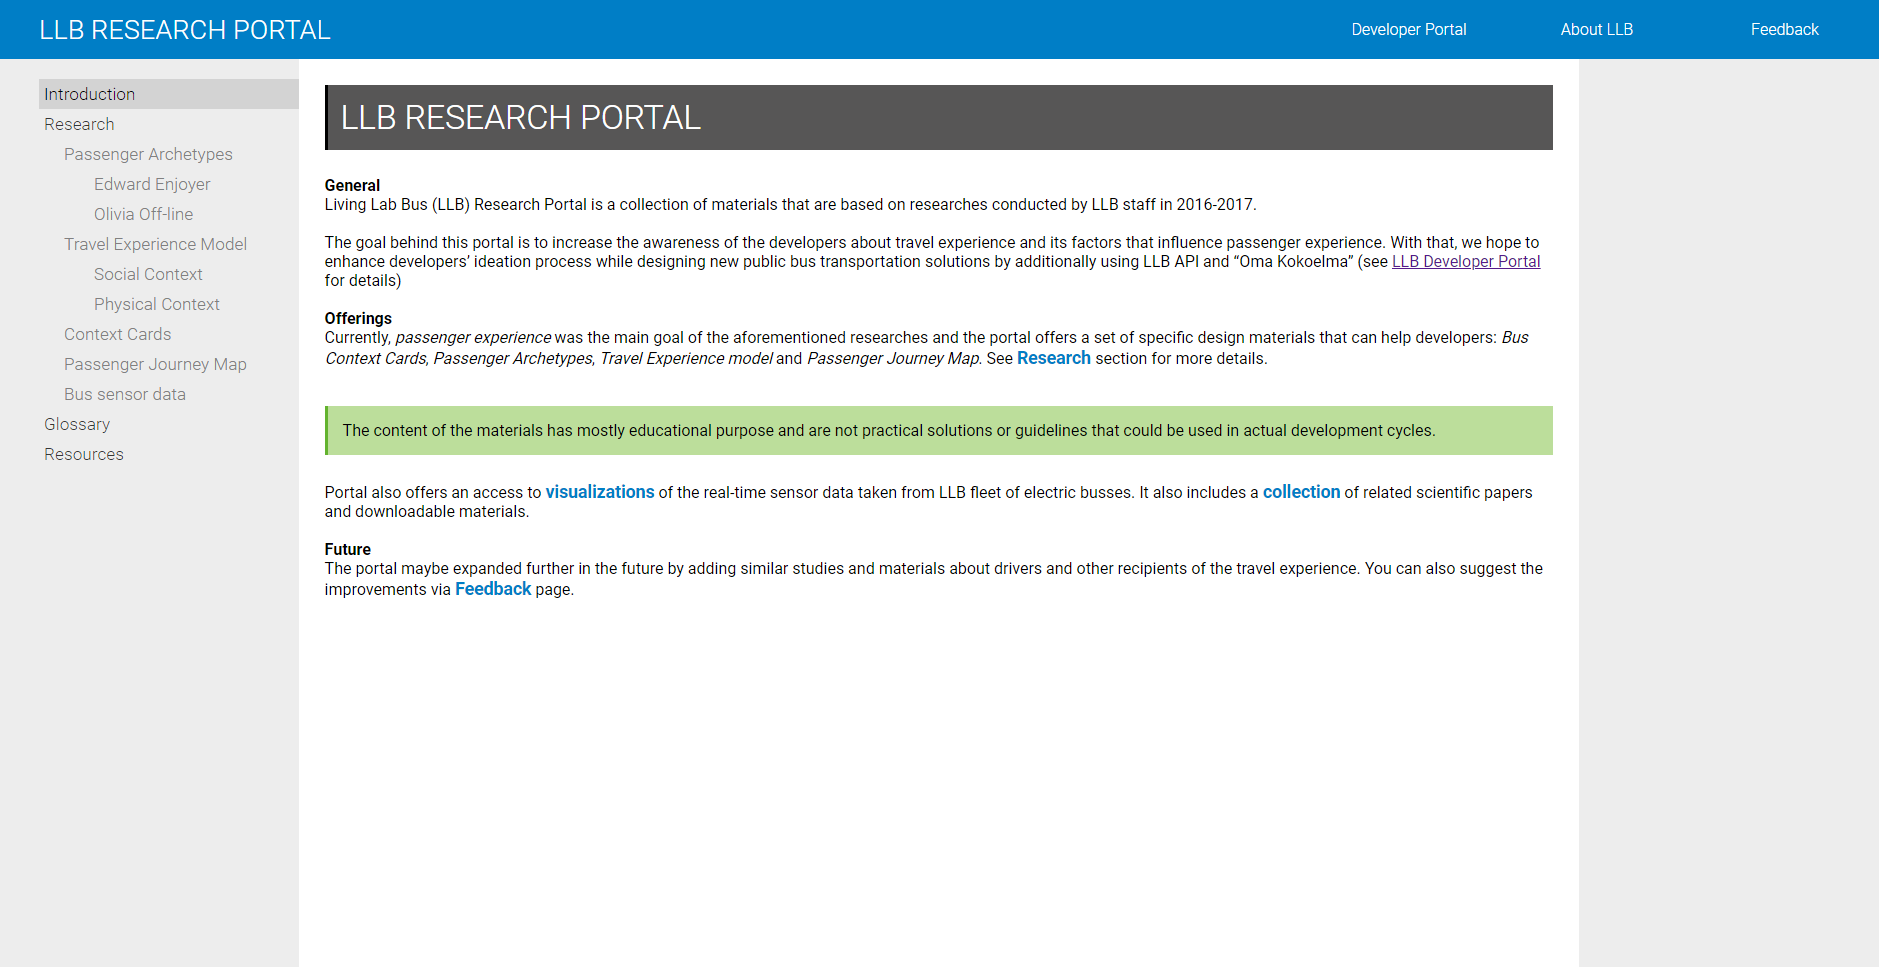 LLB RESEARCH PORTAL
Developer Portal
About LLB
Feedback
Introduction
Research
Passenger Archetypes
Edward Enjoyer
Olivia Off-line
Travel Experience Model
Social Context
Physical Context
Context Cards
Passenger Journey Map
Bus sensor data
Glossary
Resources
LLB RESEARCH PORTAL
General
Living Lab Bus (LLB) Research Portal is a collection of materials that are based on researches conducted by LLB staff in 2016-2017.
The goal behind this portal is to increase the awareness of the developers about travel experience and its factors that influence passenger experience. With that, we hope to
enhance developers’ ideation process while designing new public bus transportation solutions by additionally using LLB API and “Oma Kokoelma” (see LLB Developer Portal
for details)
Offerings
Currently, passenger experience was the main goal of the aforementioned researches and the portal offers a set of specific design materials that can help developers: Bus
Context Cards, Passenger Archetypes, Travel Experience model and Passenger Journey Map. See Research section for more details.
The content of the materials has mostly educational purpose and are not practical solutions or guidelines that could be used in actual development cycles.
Portal also offers an access to visualizations of the real-time sensor data taken from LLB fleet of electric busses. It also includes a collection of related scientific papers
and downloadable materials.
Future
The portal maybe expanded further in the future by adding similar studies and materials about drivers and other recipients of the travel experience. You can also suggest the
improvements via Feedback page.